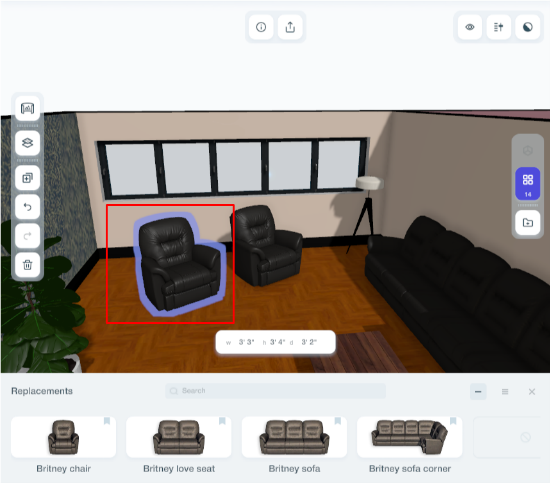 14
w 3' 3" h 3' 4" d 3' 2"
Replacements
Search
Britney chair
Britney love seat
Britney sofa
Britney sofa corner